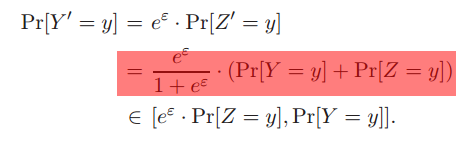 Pr[Y′ = y] = e^ε · Pr[Z′ = y]
= e^ε / (1 + e^ε) · (Pr[Y = y] + Pr[Z = y])
∈ [e^ε · Pr[Z = y], Pr[Y = y]].